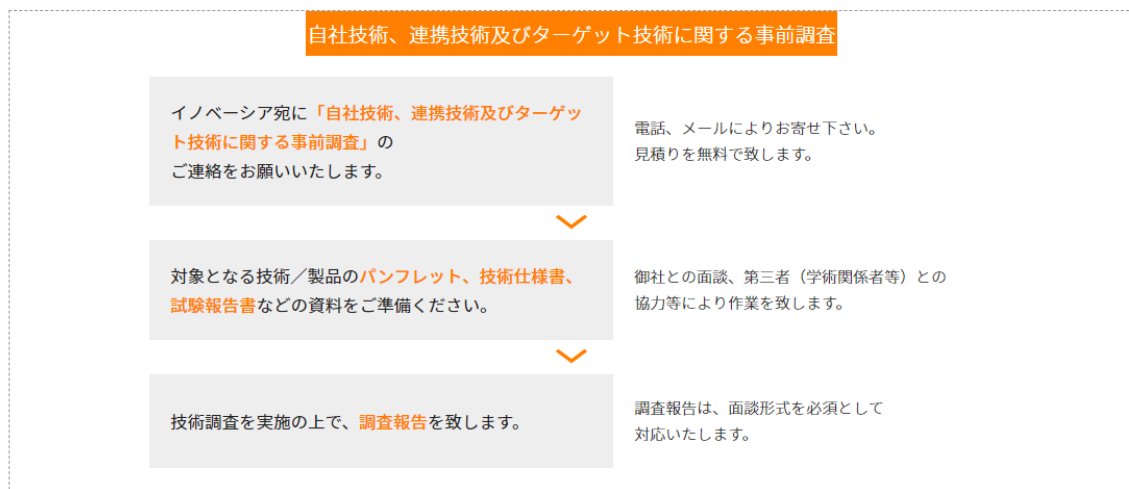 自社技術、連携技術及びターゲット技術に関する事前調査
イノベーシア宛に「自社技術、連携技術及びターゲッ
ト技術に関する事前調査」の
ご連絡をお願いいたします。
電話、メールによりお寄せ下さい。
見積りを無料で致します。
対象となる技術／製品のパンフレット、技術仕様書、
試験報告書などの資料をご準備ください。
御社との面談、第三者（学術関係者等）との
協力等により作業を致します。
技術調査を実施の上で、調査報告を致します。
調査報告は、面談形式を必須として
対応いたします。